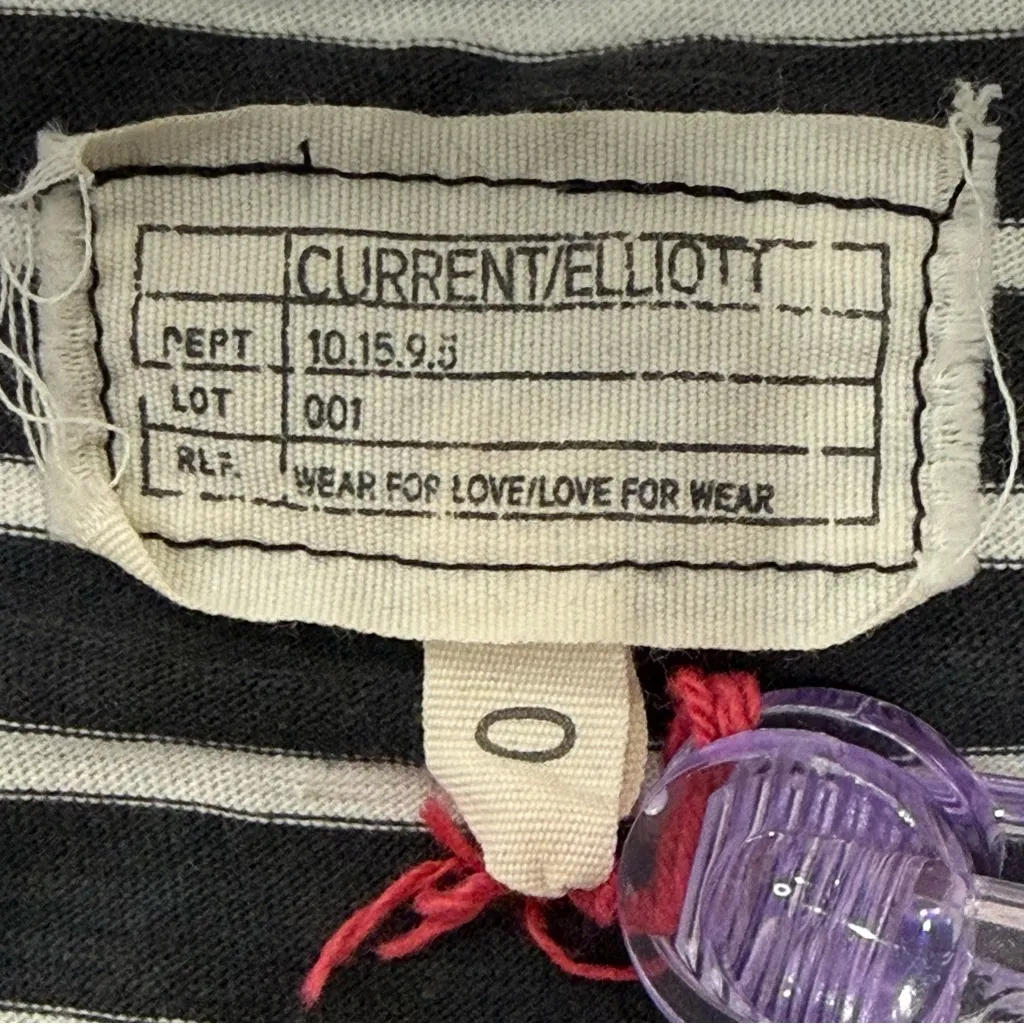 CURRENT/ELLIOTT
DEPT 10.15.9.5
LOT 001
REF. WEAR FOR LOVE/LOVE FOR WEAR
0